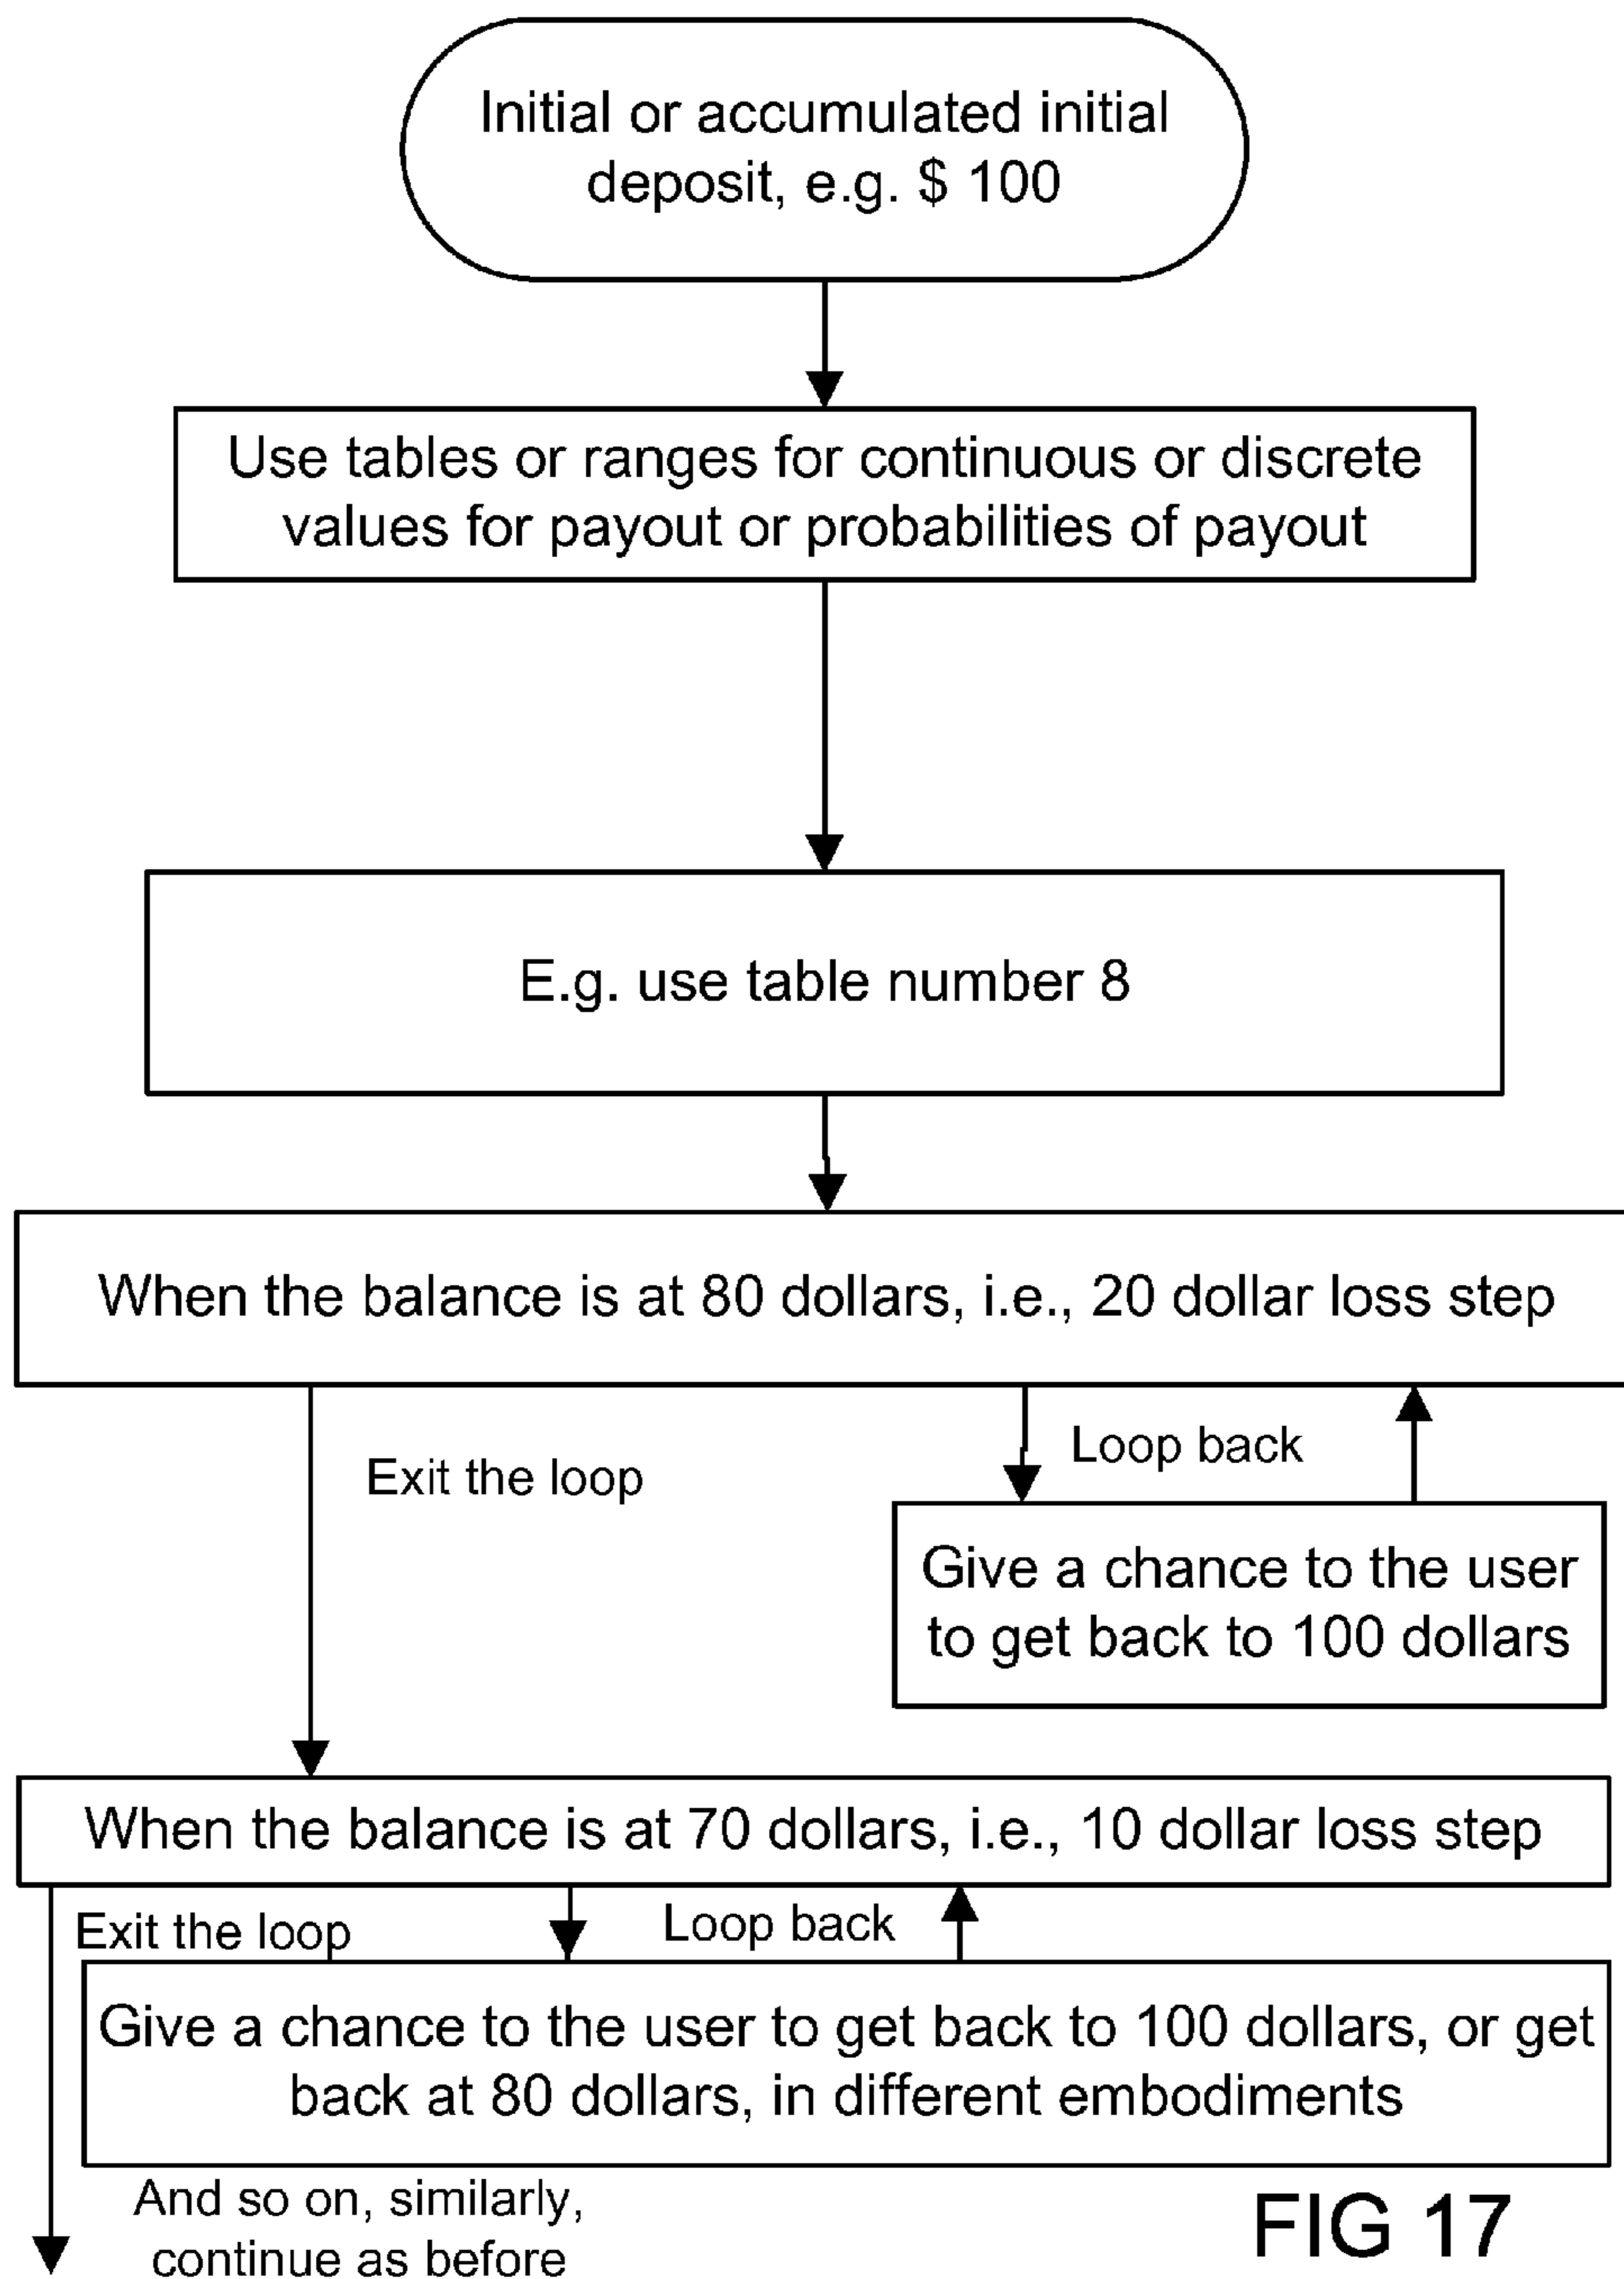 Initial or accumulated initial
deposit, e.g. $ 100
Use tables or ranges for continuous or discrete
values for payout or probabilities of payout
E.g. use table number 8
When the balance is at 80 dollars, i.e., 20 dollar loss step
Exit the loop
Loop back
Give a chance to the user
to get back to 100 dollars
When the balance is at 70 dollars, i.e., 10 dollar loss step
Exit the loop
Loop back
Give a chance to the user to get back to 100 dollars, or get
back at 80 dollars, in different embodiments
And so on, similarly,
continue as before
FIG 17